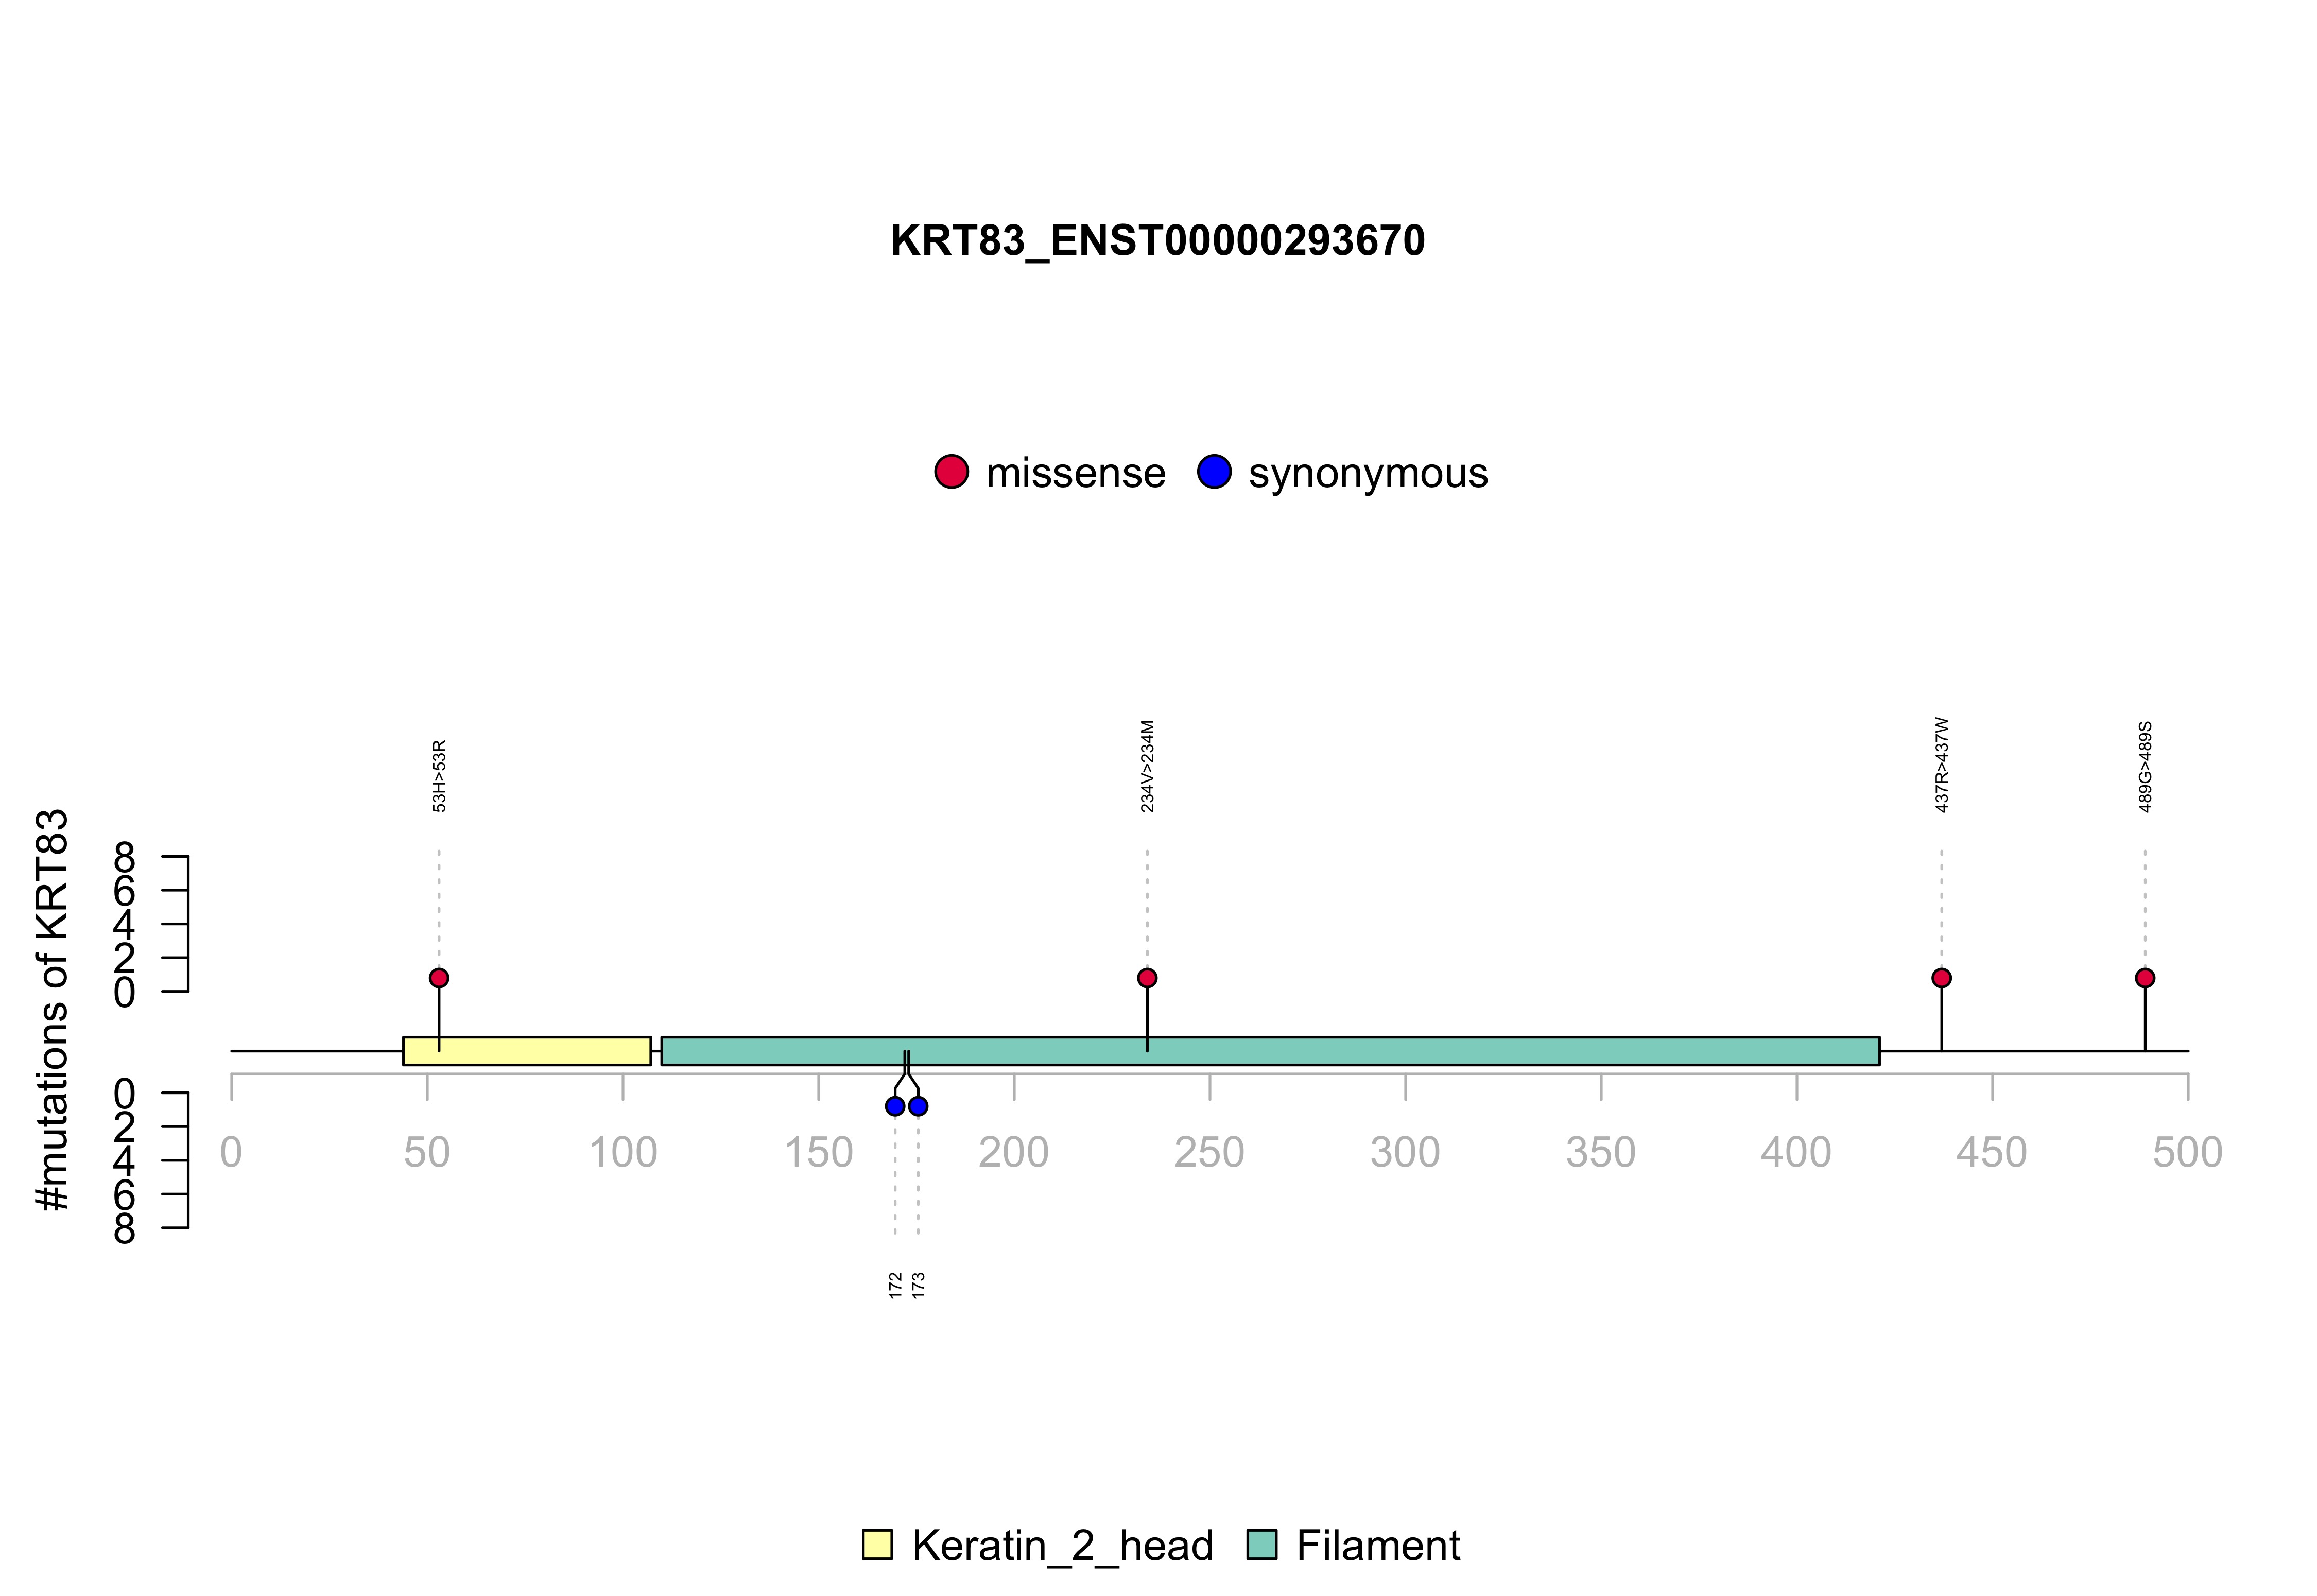 KRT83_ENST00000293670
missense synonymous
53H>53R
234V>234M
437R>437W
489G>489S
#mutations of KRT83
8
6
4
2
0
0
2
4
6
8
0 50 100 150 200 250 300 350 400 450 500
172
173
Keratin_2_head Filament